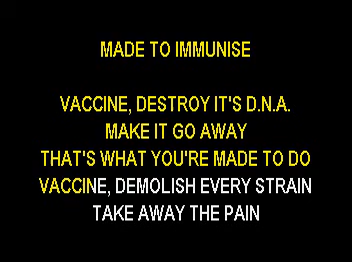 MADE TO IMMUNISE
VACCINE, DESTROY IT'S D.N.A.
MAKE IT GO AWAY
THAT'S WHAT YOU'RE MADE TO DO
VACCINE, DEMOLISH EVERY STRAIN
TAKE AWAY THE PAIN